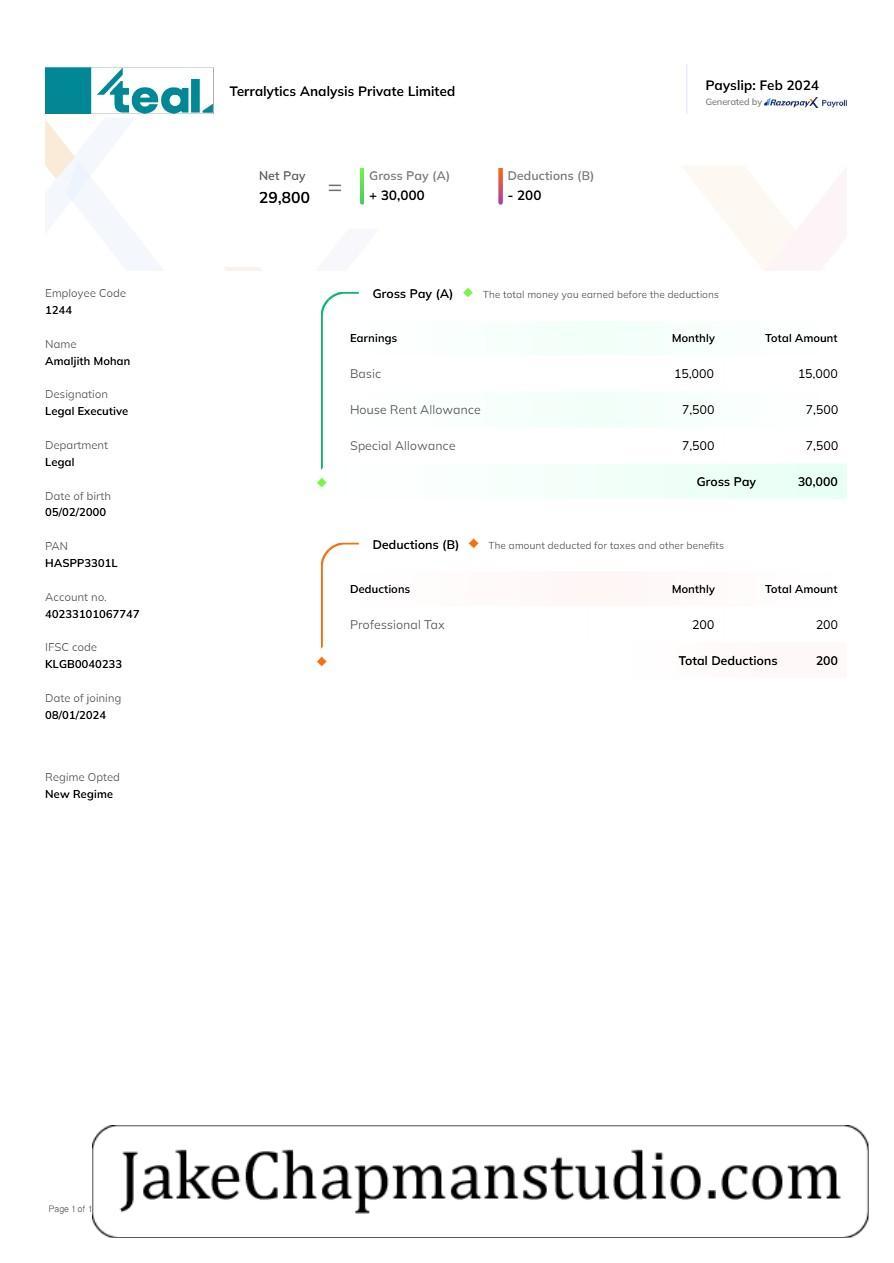 teal.
Terralytics Analysis Private Limited
Payslip: Feb 2024
Generated by RazorpayX Payroll
Net Pay = Gross Pay (A) Deductions (B)
29,800 + 30,000 - 200
Employee Code
1244
Name
Amaljith Mohan
Designation
Legal Executive
Department
Legal
Date of birth
05/02/2000
PAN
HASPP3301L
Account no.
40233101067747
IFSC code
KLGB0040233
Date of joining
08/01/2024
Regime Opted
New Regime
Gross Pay (A) The total money you earned before the deductions
Earnings Monthly Total Amount
Basic 15,000 15,000
House Rent Allowance 7,500 7,500
Special Allowance 7,500 7,500
Gross Pay 30,000
Deductions (B) The amount deducted for taxes and other benefits
Deductions Monthly Total Amount
Professional Tax 200 200
Total Deductions 200
Page 1 of 1
JakeChapmanstudio.com